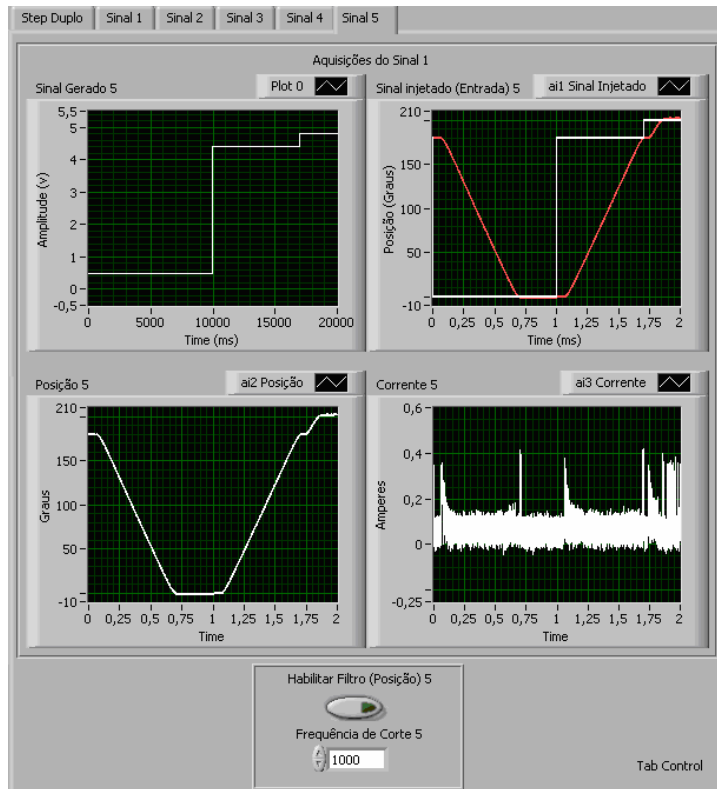 Step Duplo Sinal 1 Sinal 2 Sinal 3 Sinal 4 Sinal 5
Aquisições do Sinal 1
Sinal Gerado 5 Plot 0
5,5
5
4
3
2
1
0
-0,5
Amplitude (v)
0 5000 10000 15000 20000
Time (ms)
Sinal injetado (Entrada) 5 ai1 Sinal Injetado
210
150
100
50
-10
Posição (Graus)
0 0,25 0,5 0,75 1 1,25 1,5 1,75 2
Time (ms)
Posição 5 ai2 Posição
210
150
100
50
-10
Graus
0 0,25 0,5 0,75 1 1,25 1,5 1,75 2
Time
Corrente 5 ai3 Corrente
0,6
0,4
0,2
0
-0,25
Amperes
0 0,25 0,5 0,75 1 1,25 1,5 1,75 2
Time
Habilitar Filtro (Posição) 5
Frequência de Corte 5
1000
Tab Control